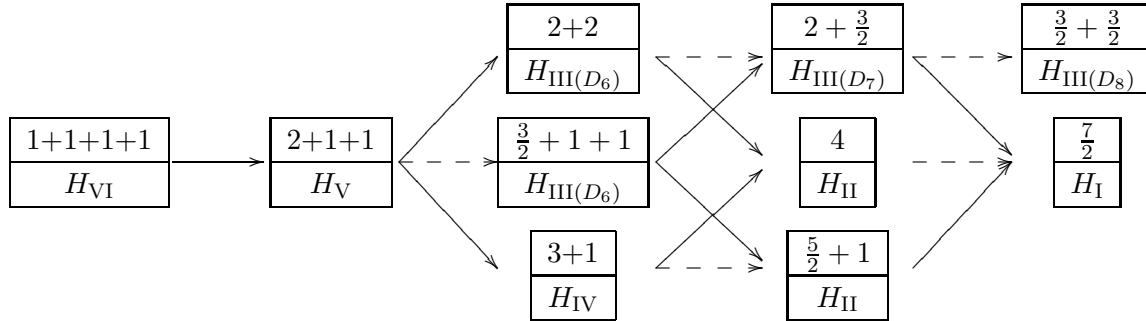 2+2
H_III(D_6)
2 + 3/2
H_III(D_7)
3/2 + 3/2
H_III(D_8)
1+1+1+1
H_VI
2+1+1
H_V
3/2 + 1 + 1
H_III(D_6)
4
H_II
7/2
H_I
3+1
H_IV
5/2 + 1
H_II